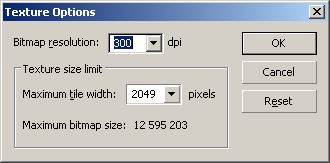 Texture Options
Bitmap resolution: 300 dpi
OK
Texture size limit
Cancel
Maximum tile width: 2049 pixels
Reset
Maximum bitmap size: 12 595 203